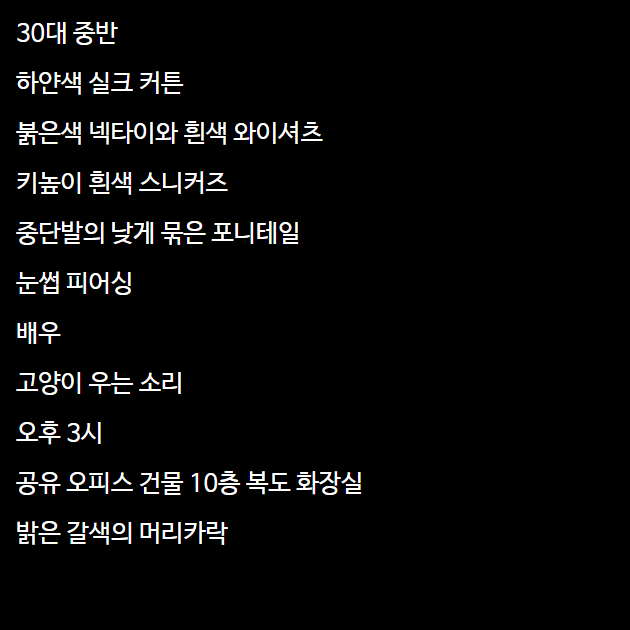 30대 중반
하얀색 실크 커튼
붉은색 넥타이와 흰색 와이셔츠
키높이 흰색 스니커즈
중단발의 낮게 묶은 포니테일
눈썹 피어싱
배우
고양이 우는 소리
오후 3시
공유 오피스 건물 10층 복도 화장실
밝은 갈색의 머리카락